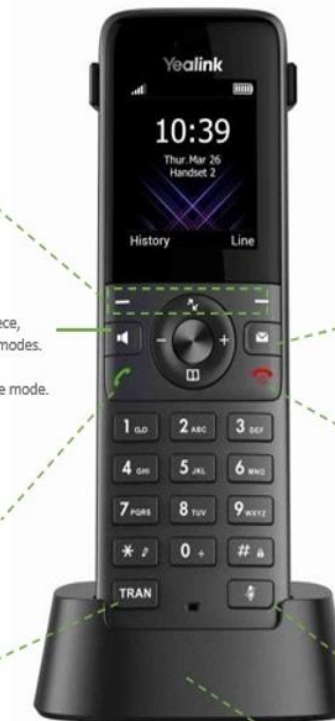 Yealink
10:39
Thur. Mar 26
Handset 2
History Line
ece,
modes.
e mode.
1
2 ABC 3 DEF
4 GHI 5 JKL 6 MNO
7 PQRS 8 TUV 9 WXYZ
* 0 + #
TRAN